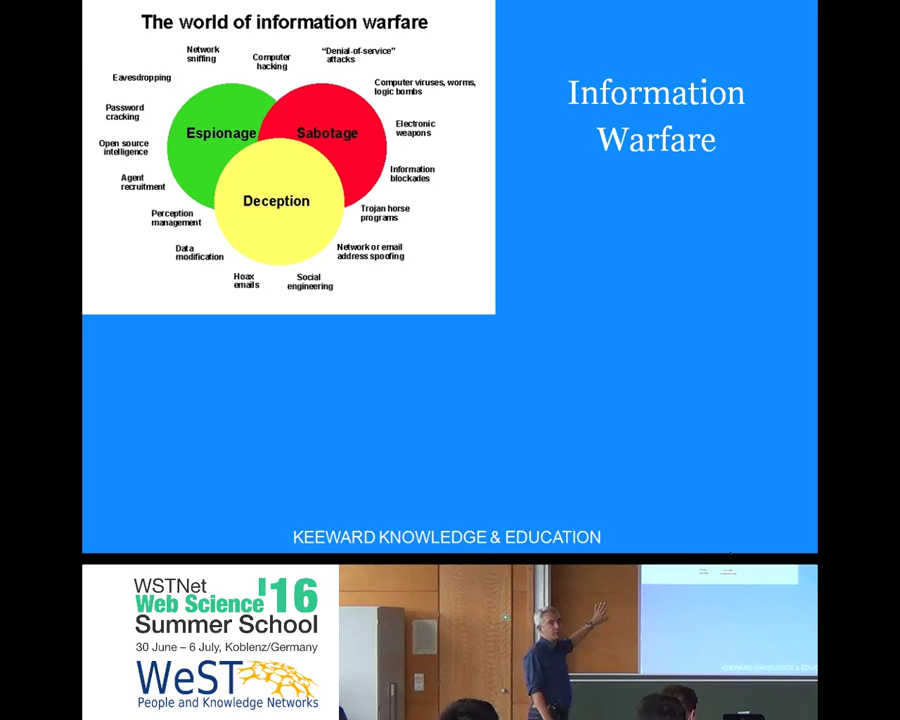 The world of information warfare
Network
sniffing
Computer
hacking
“Denial-of-service”
attacks
Eavesdropping
Computer viruses, worms,
logic bombs
Password
cracking
Electronic
weapons
Espionage
Sabotage
Open source
intelligence
Information
blockades
Agent
recruitment
Deception
Trojan horse
programs
Perception
management
Data
modification
Network or email
address spoofing
Hoax
emails
Social
engineering
Information
Warfare
KEEWARD KNOWLEDGE & EDUCATION
WSTNet
Web Science '16
Summer School
30 June – 6 July, Koblenz/Germany
WeST
People and Knowledge Networks
KEEWARD KNOWLEDGE & EDUC